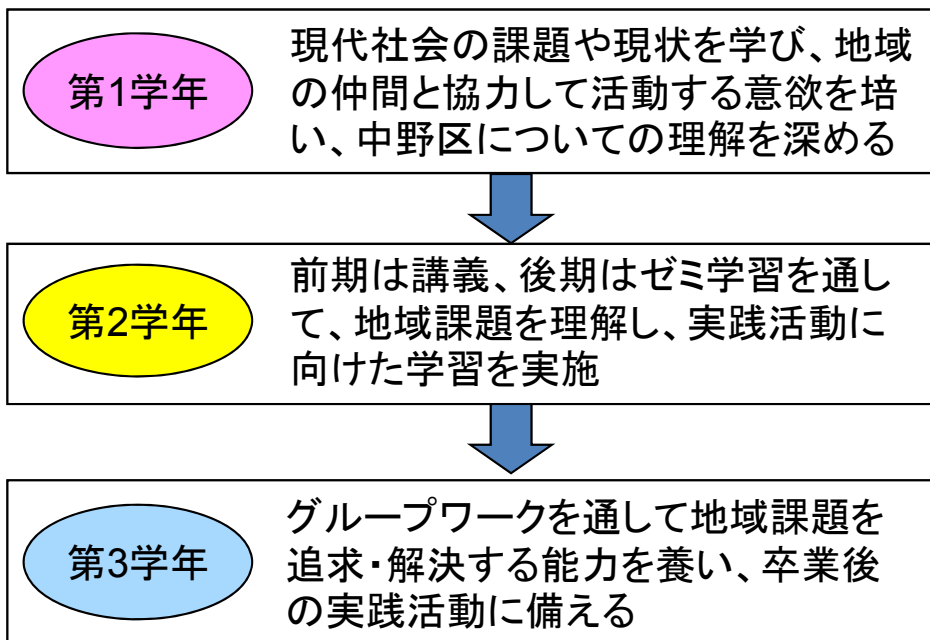 第1学年
現代社会の課題や現状を学び、地域
の仲間と協力して活動する意欲を培
い、中野区についての理解を深める
第2学年
前期は講義、後期はゼミ学習を通し
て、地域課題を理解し、実践活動に
向けた学習を実施
第3学年
グループワークを通して地域課題を
追求・解決する能力を養い、卒業後
の実践活動に備える